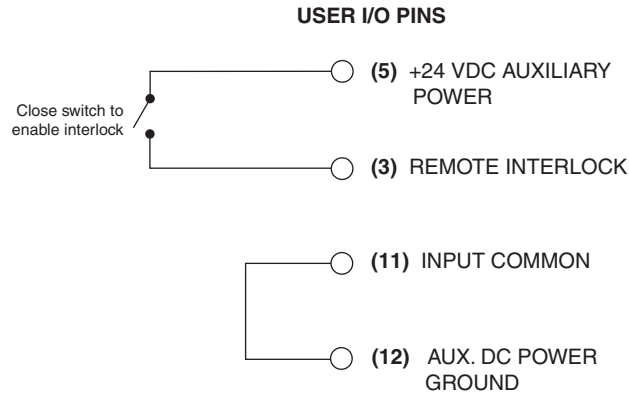 USER I/O PINS
(5) +24 VDC AUXILIARY
POWER
Close switch to
enable interlock
(3) REMOTE INTERLOCK
(11) INPUT COMMON
(12) AUX. DC POWER
GROUND